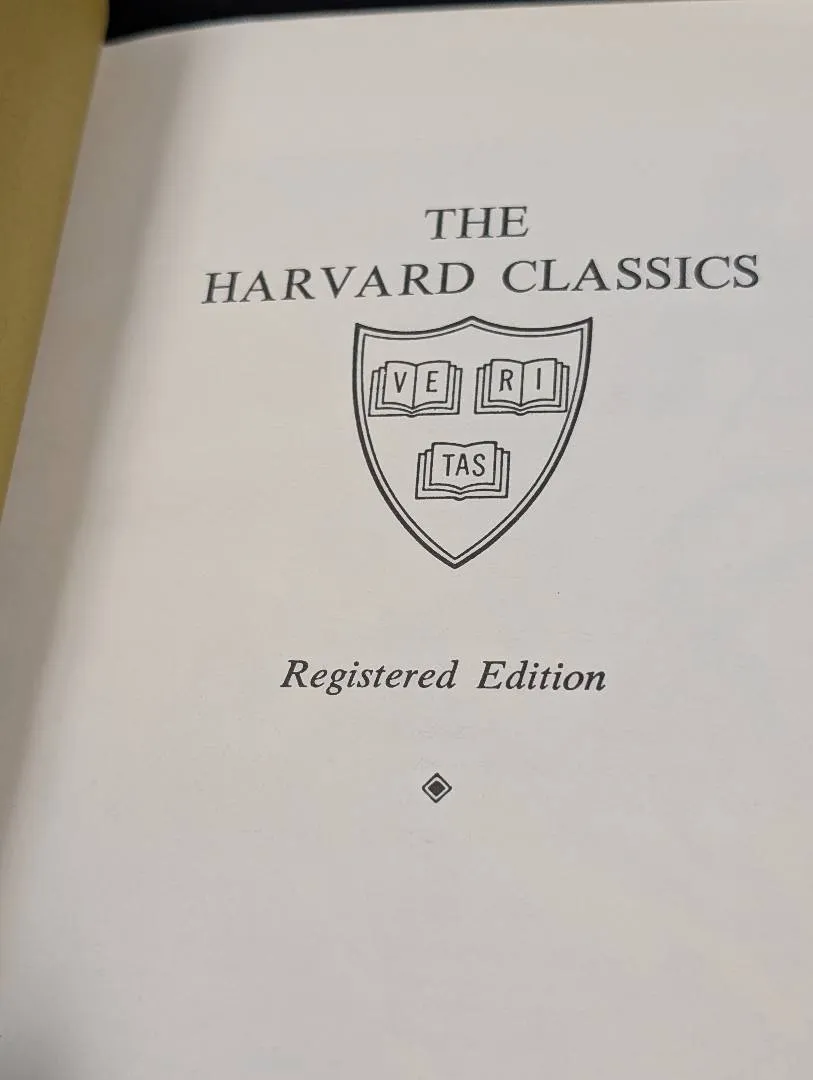 THE
HARVARD CLASSICS
VE RI
TAS
Registered Edition